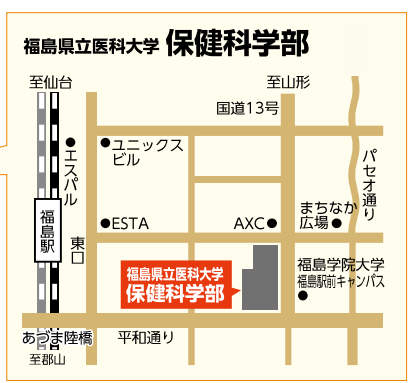 福島県立医科大学 保健科学部
至仙台
至山形
国道13号
エスパル
ユニックス
ビル
パセオ通り
福島駅
東口
ESTA
AXC
まちなか
広場
福島県立医科大学
保健科学部
福島学院大学
福島駅前キャンパス
あづま陸橋
平和通り
至郡山